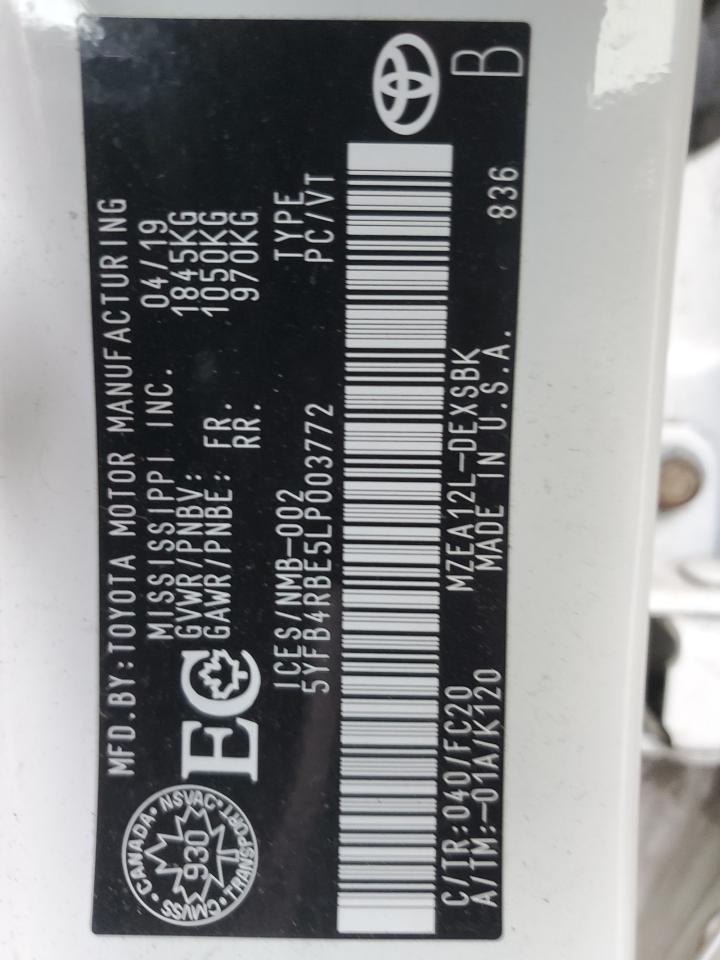 MFD.BY:TOYOTA MOTOR MANUFACTURING
MISSISSIPPI INC. 04/19
GVWR/PNBV: 1845KG
GAWR/PNBE: FR. 1050KG
RR. 970KG
EC
CANADA • NSVAC • TRANSPORT • CMVSS •
930
ICES/NMB-002 TYPE
5YFB4RBE5LP003772 PC/VT
C/TR:040/FC20 MZEA12L-DEXSBK 836 B
A/TM:-01A/K120 MADE IN U.S.A.